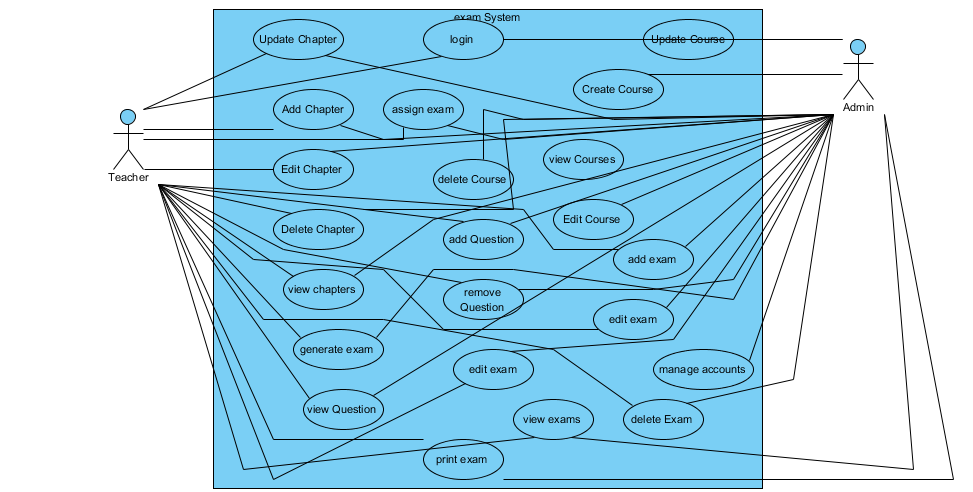 exam System
Update Chapter
login
Update Course
Create Course
Add Chapter
assign exam
Admin
view Courses
Edit Chapter
Teacher
delete Course
Edit Course
Delete Chapter
add Question
add exam
view chapters
remove
Question
edit exam
generate exam
edit exam
manage accounts
view Question
view exams
delete Exam
print exam